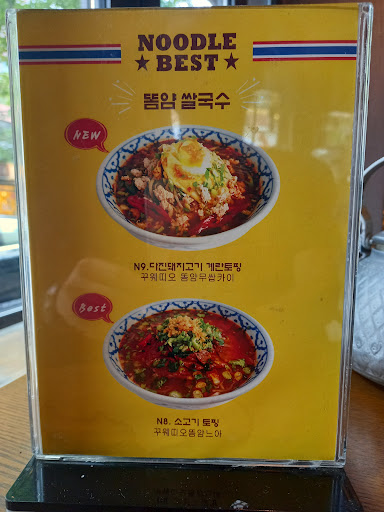 NOODLE
★ BEST ★
똠얌 쌀국수
NEW
N9.다진돼지고기 계란토핑
꾸웨띠오 똠얌무쌉카이
Best
N8. 소고기 토핑
꾸웨띠오똠얌느아